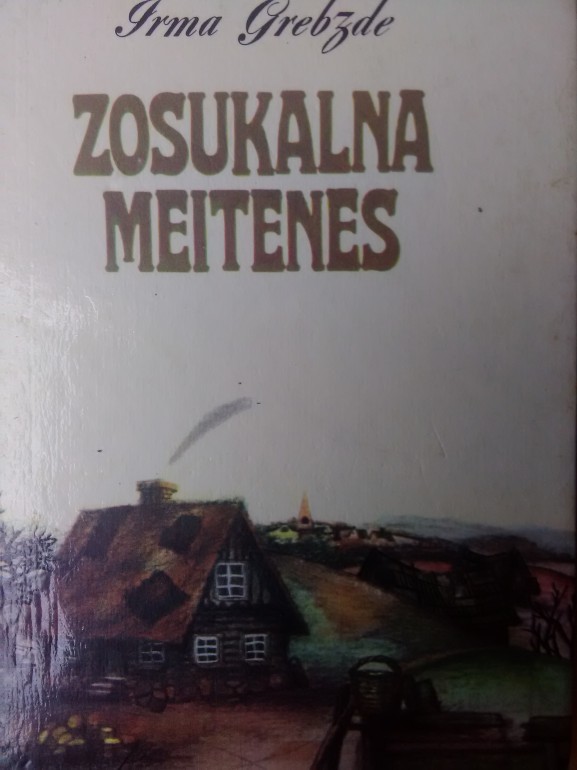 Irma Grebzde
ZOSUKALNA
MEITENES